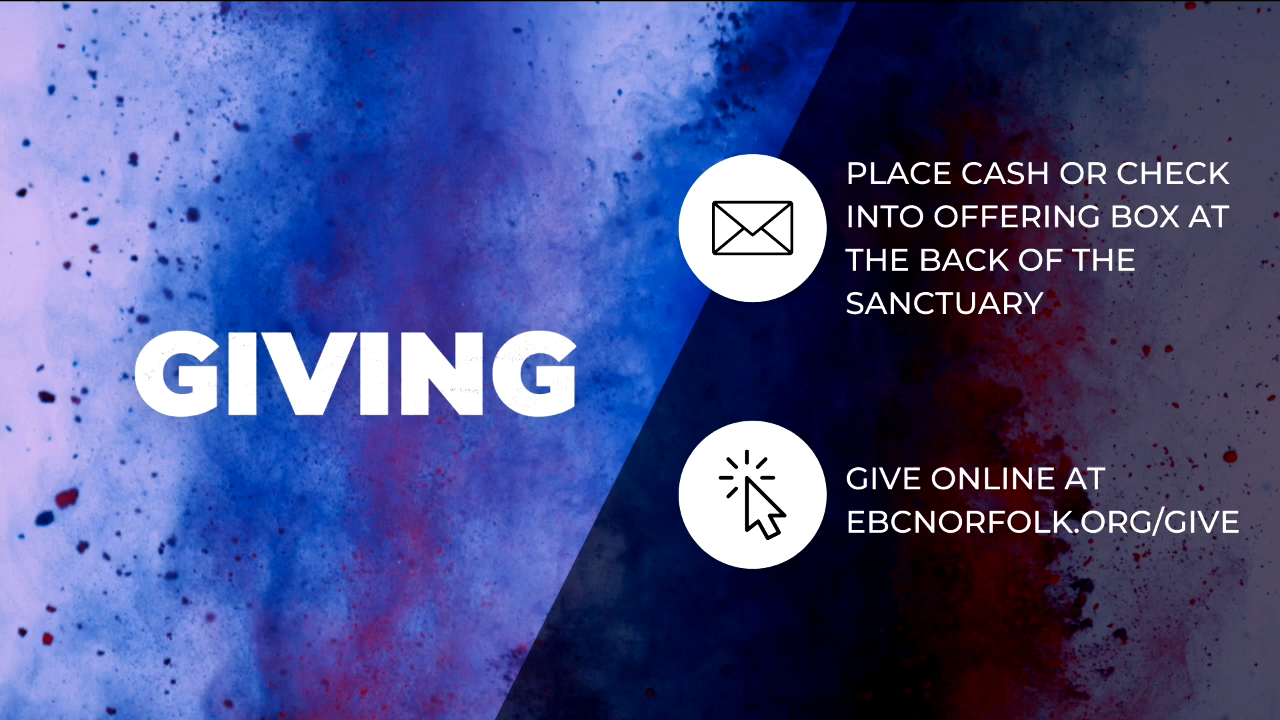 GIVING
PLACE CASH OR CHECK
INTO OFFERING BOX AT
THE BACK OF THE
SANCTUARY
GIVE ONLINE AT
EBCNORFOLK.ORG/GIVE